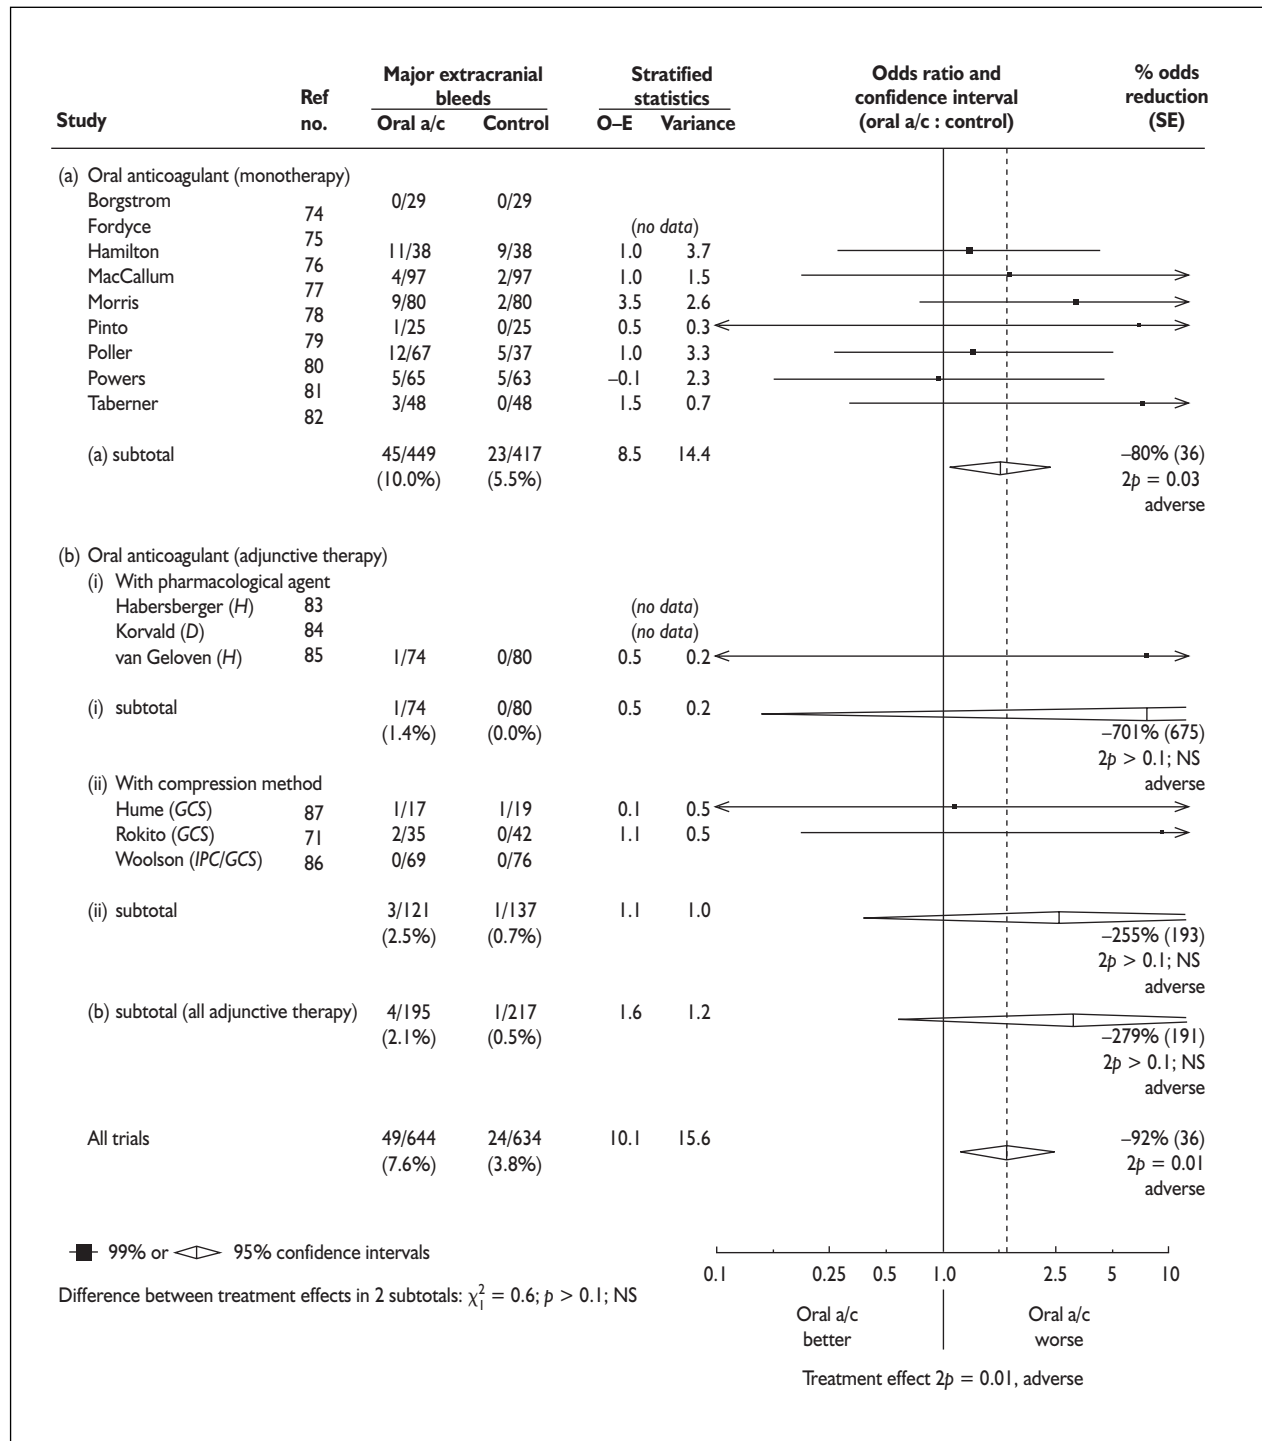 Study Ref no. Major extracranial bleeds Stratified statistics Odds ratio and confidence interval (oral a/c : control) % odds reduction (SE)
Oral a/c Control O–E Variance
(a) Oral anticoagulant (monotherapy)
Borgstrom 74 0/29 0/29
Fordyce 75 (no data)
Hamilton 76 11/38 9/38 1.0 3.7
MacCallum 77 4/97 2/97 1.0 1.5
Morris 78 9/80 2/80 3.5 2.6
Pinto 79 1/25 0/25 0.5 0.3
Poller 80 12/67 5/37 1.0 3.3
Powers 81 5/65 5/63 –0.1 2.3
Taberner 82 3/48 0/48 1.5 0.7
(a) subtotal 45/449 23/417 8.5 14.4 –80% (36)
(10.0%) (5.5%) 2p = 0.03
adverse
(b) Oral anticoagulant (adjunctive therapy)
(i) With pharmacological agent
Habersberger (H) 83 (no data)
Korvald (D) 84 (no data)
van Geloven (H) 85 1/74 0/80 0.5 0.2
(i) subtotal 1/74 0/80 0.5 0.2
(1.4%) (0.0%) –701% (675)
2p > 0.1; NS
adverse
(ii) With compression method
Hume (GCS) 87 1/17 1/19 0.1 0.5
Rokito (GCS) 71 2/35 0/42 1.1 0.5
Woolson (IPC/GCS) 86 0/69 0/76
(ii) subtotal 3/121 1/137 1.1 1.0
(2.5%) (0.7%) –255% (193)
2p > 0.1; NS
adverse
(b) subtotal (all adjunctive therapy) 4/195 1/217 1.6 1.2
(2.1%) (0.5%) –279% (191)
2p > 0.1; NS
adverse
All trials 49/644 24/634 10.1 15.6 –92% (36)
(7.6%) (3.8%) 2p = 0.01
adverse
99% or 95% confidence intervals
0.1 0.25 0.5 1.0 2.5 5 10
Difference between treatment effects in 2 subtotals: χ²₁ = 0.6; p > 0.1; NS
Oral a/c better Oral a/c worse
Treatment effect 2p = 0.01, adverse